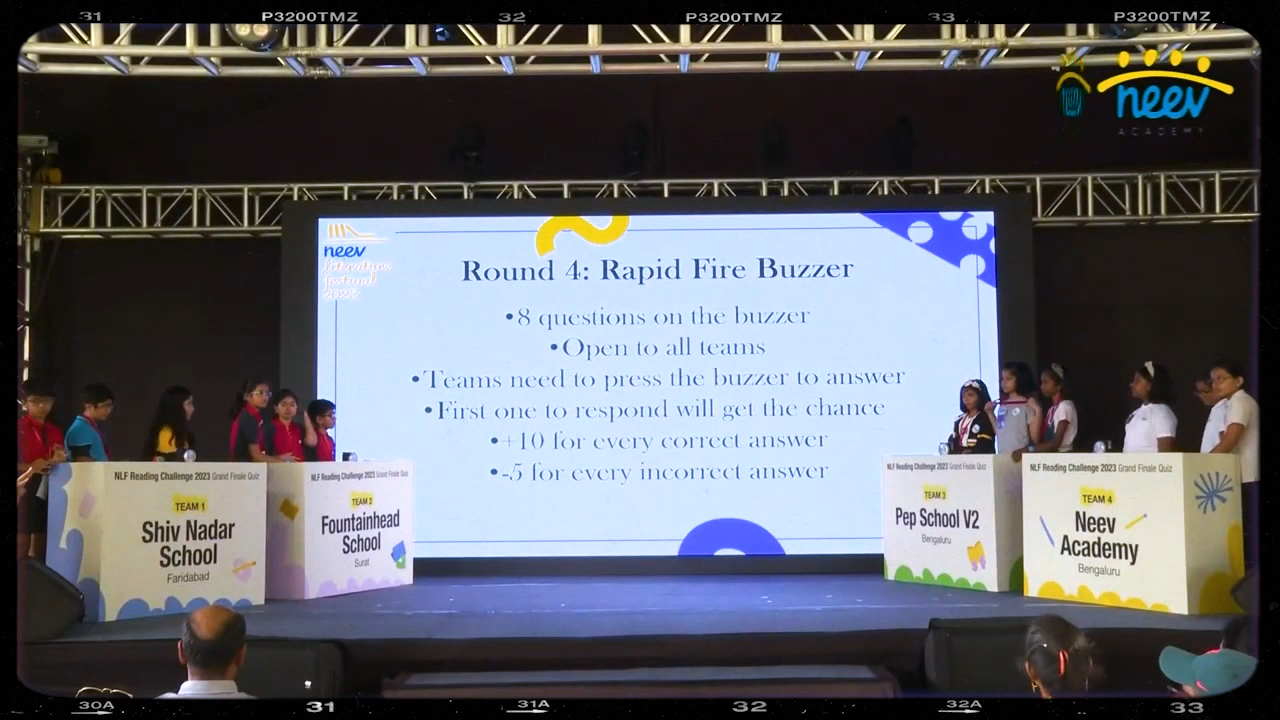 31 P3200TMZ 32 P3200TMZ 33 P3200TMZ
neev
ACADEMY
neev
literature
festival
2023
Round 4: Rapid Fire Buzzer
•8 questions on the buzzer
•Open to all teams
•Teams need to press the buzzer to answer
•First one to respond will get the chance
•+10 for every correct answer
•-5 for every incorrect answer
NLF Reading Challenge 2023 Grand Finale Quiz
TEAM 1
Shiv Nadar
School
Faridabad
NLF Reading Challenge 2023 Grand Finale Quiz
TEAM 2
Fountainhead
School
Surat
NLF Reading Challenge 2023 Grand Finale Quiz
TEAM 3
Pep School V2
Bengaluru
NLF Reading Challenge 2023 Grand Finale Quiz
TEAM 4
Neev
Academy
Bengaluru
30A 31 31A 32 32A 33